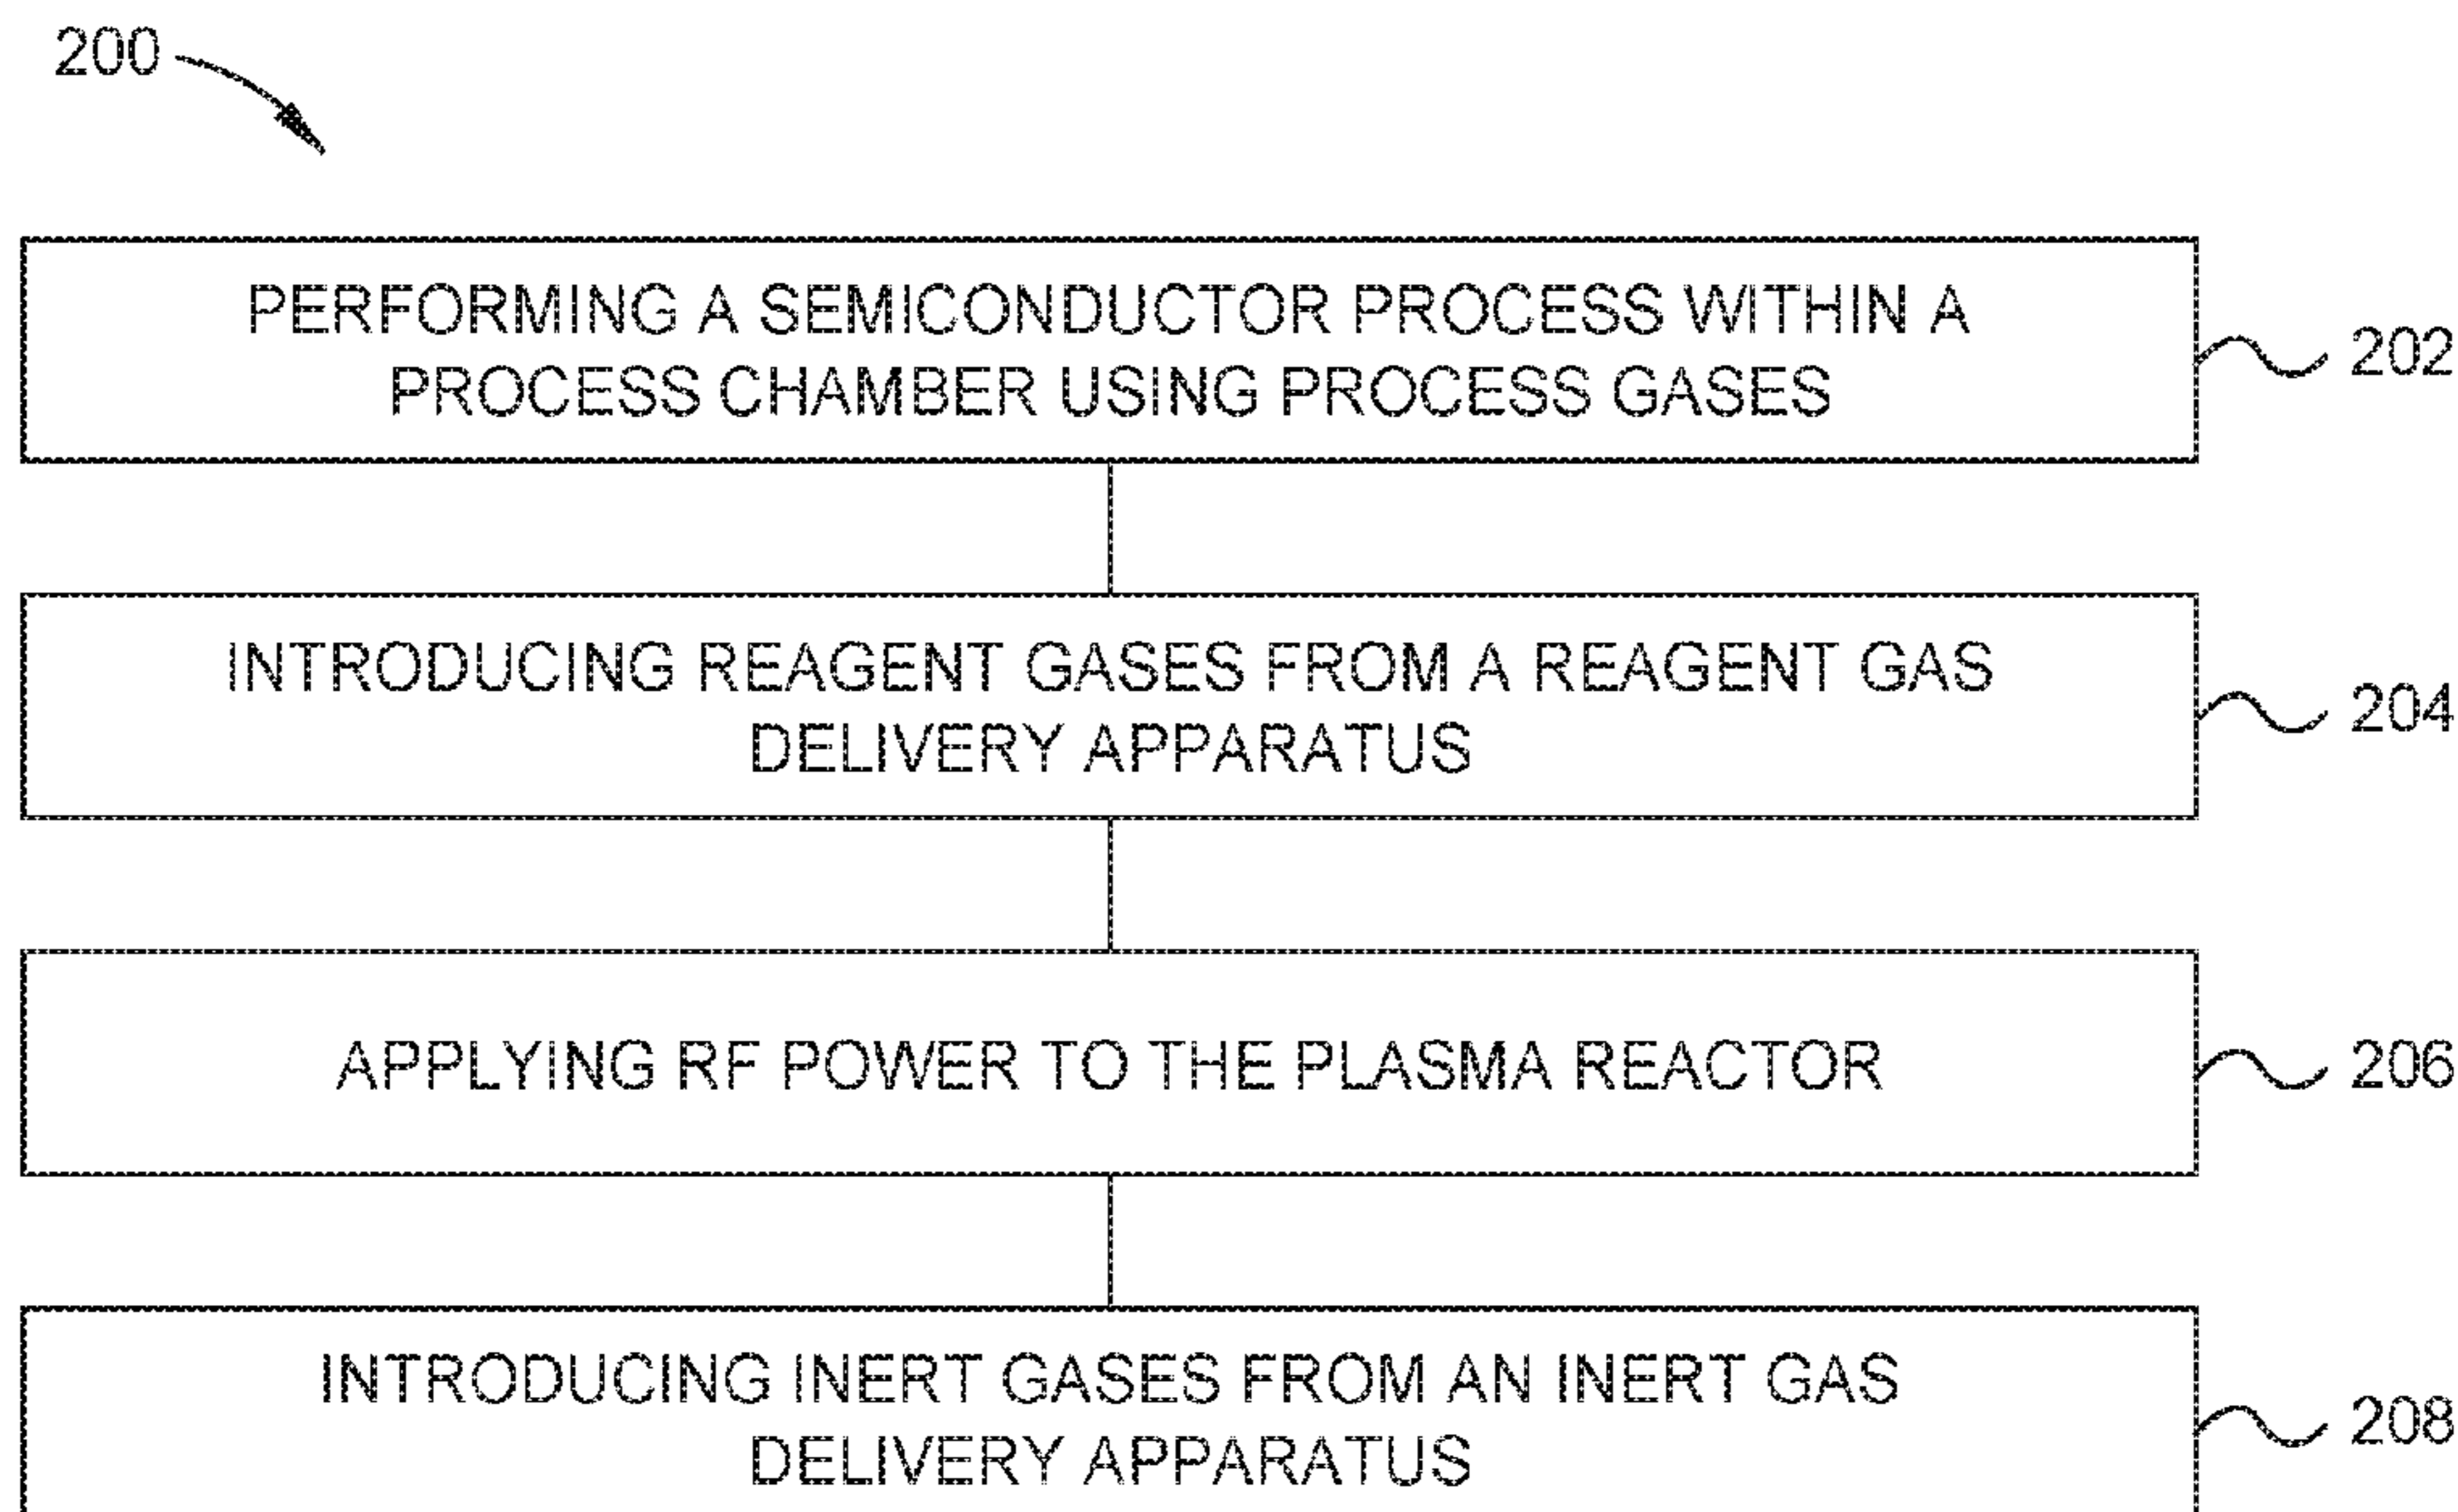 200
PERFORMING A SEMICONDUCTOR PROCESS WITHIN A
PROCESS CHAMBER USING PROCESS GASES
202
INTRODUCING REAGENT GASES FROM A REAGENT GAS
DELIVERY APPARATUS
204
APPLYING RF POWER TO THE PLASMA REACTOR
206
INTRODUCING INERT GASES FROM AN INERT GAS
DELIVERY APPARATUS
208